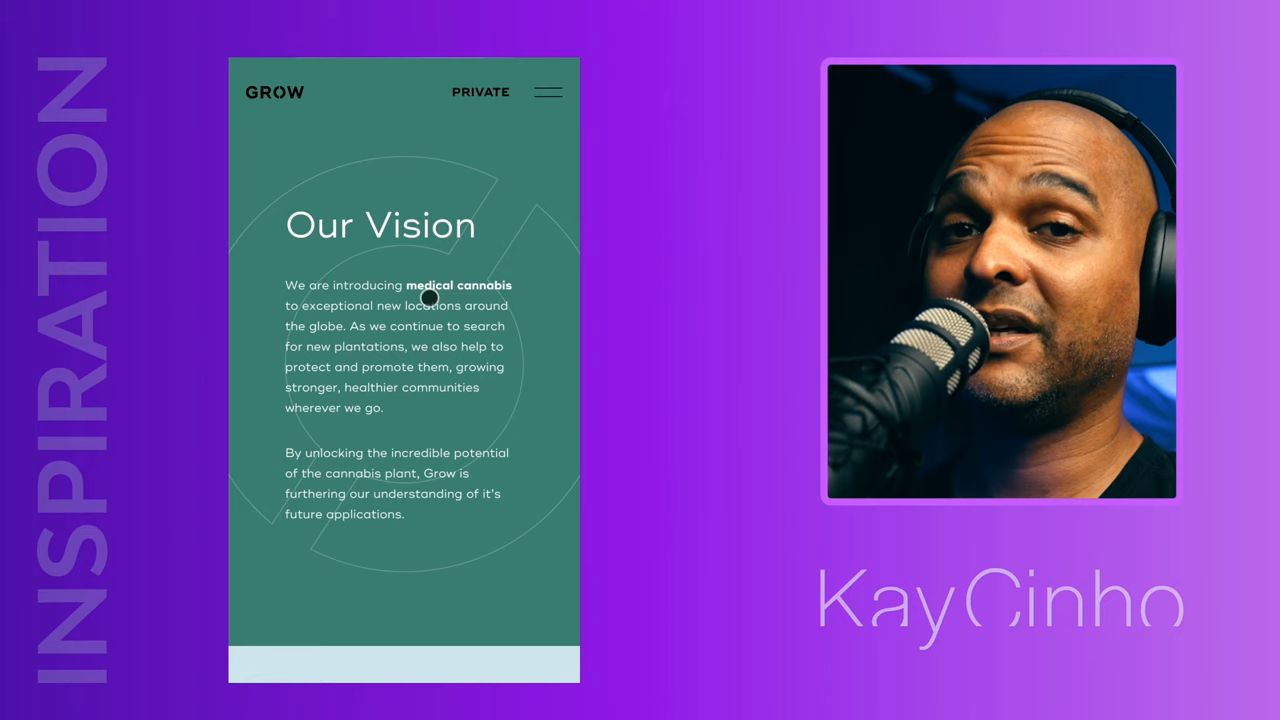 INSPIRATION
GROW
PRIVATE
Our Vision
We are introducing medical cannabis
to exceptional new locations around
the globe. As we continue to search
for new plantations, we also help to
protect and promote them, growing
stronger, healthier communities
wherever we go.
By unlocking the incredible potential
of the cannabis plant, Grow is
furthering our understanding of it's
future applications.
KayCinho